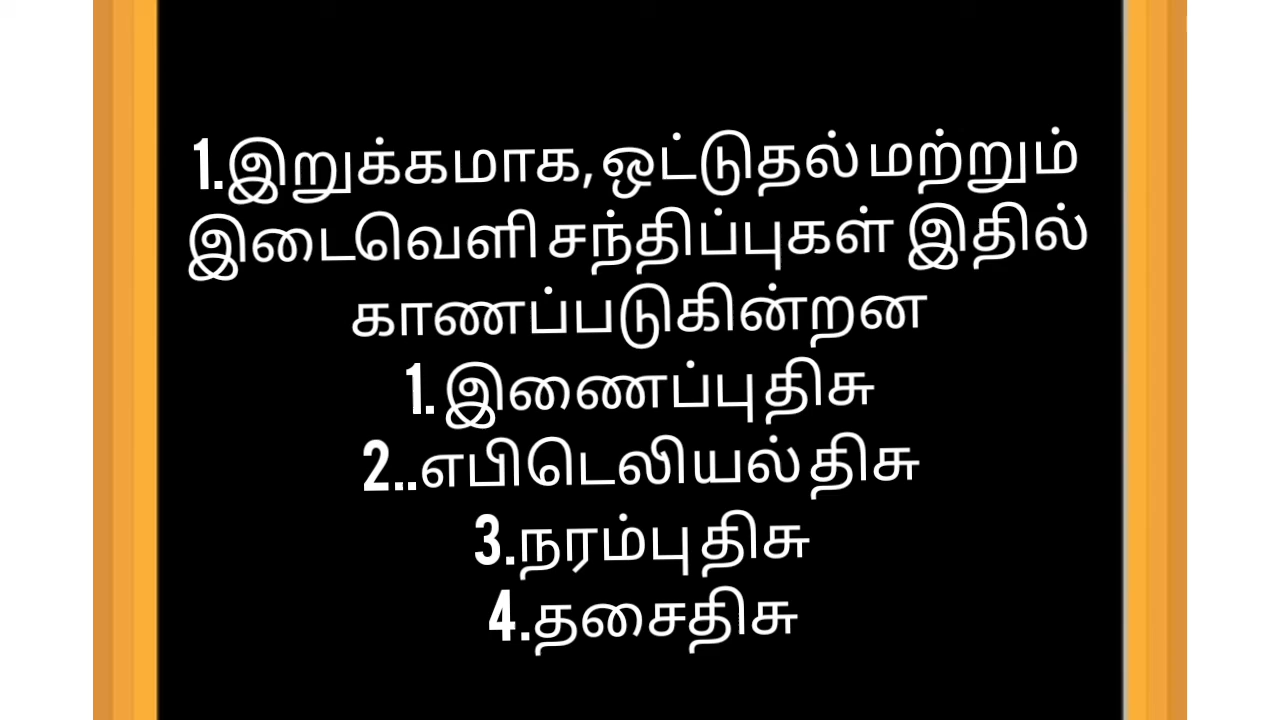 1.இறுக்கமாக, ஒட்டுதல் மற்றும்
இடைவெளி சந்திப்புகள் இதில்
காணப்படுகின்றன
1. இணைப்பு திசு
2..எபிடெலியல் திசு
3.நரம்பு திசு
4.தசைதிசு